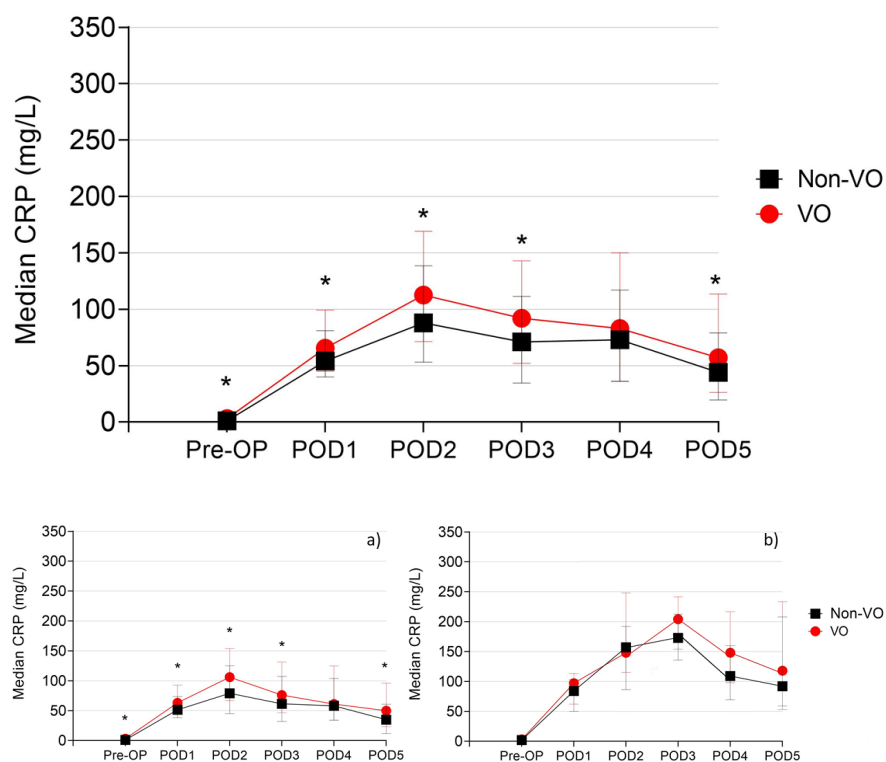 Median CRP (mg/L)
350
300
250
200
150
100
50
0
*
*
*
*
*
Pre-OP POD1 POD2 POD3 POD4 POD5
Non-VO
VO
a)
Median CRP (mg/L)
350
300
250
200
150
100
50
0
*
*
*
*
*
Pre-OP POD1 POD2 POD3 POD4 POD5
b)
Median CRP (mg/L)
350
300
250
200
150
100
50
0
Pre-OP POD1 POD2 POD3 POD4 POD5
Non-VO
VO